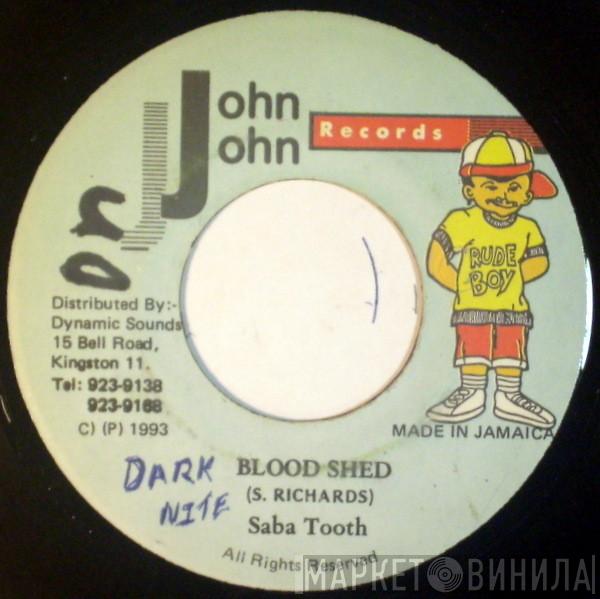 John
John
Records
on
RUDE
BOY
Distributed By:-
Dynamic Sounds
15 Bell Road,
Kingston 11.
Tel: 923-9138
923-9168
C) (P) 1993
MADE IN JAMAICA
DARK
NITE
BLOOD SHED
(S. RICHARDS)
Saba Tooth
All Rights Reserved
МАРКЕТ ВИНИЛА